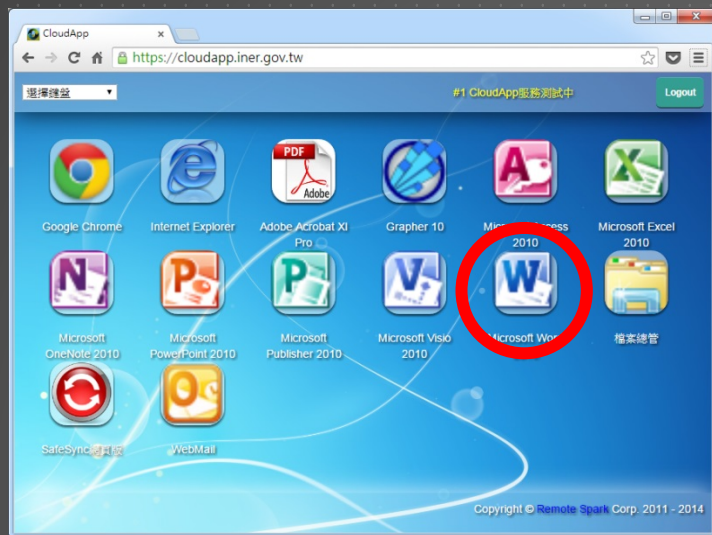 CloudApp
https://cloudapp.iner.gov.tw
選擇鍵盤
#1 CloudApp服務測試中
Logout
PDF
Adobe
Google Chrome
Internet Explorer
Adobe Acrobat XI
Pro
Grapher 10
2010
Microsoft Excel
2010
Microsoft
OneNote 2010
Microsoft
PowerPoint 2010
Microsoft
Publisher 2010
Microsoft Visio
2010
Microsoft
檔案總管
SafeSync
WebMail
Copyright © Remote Spark Corp. 2011 - 2014